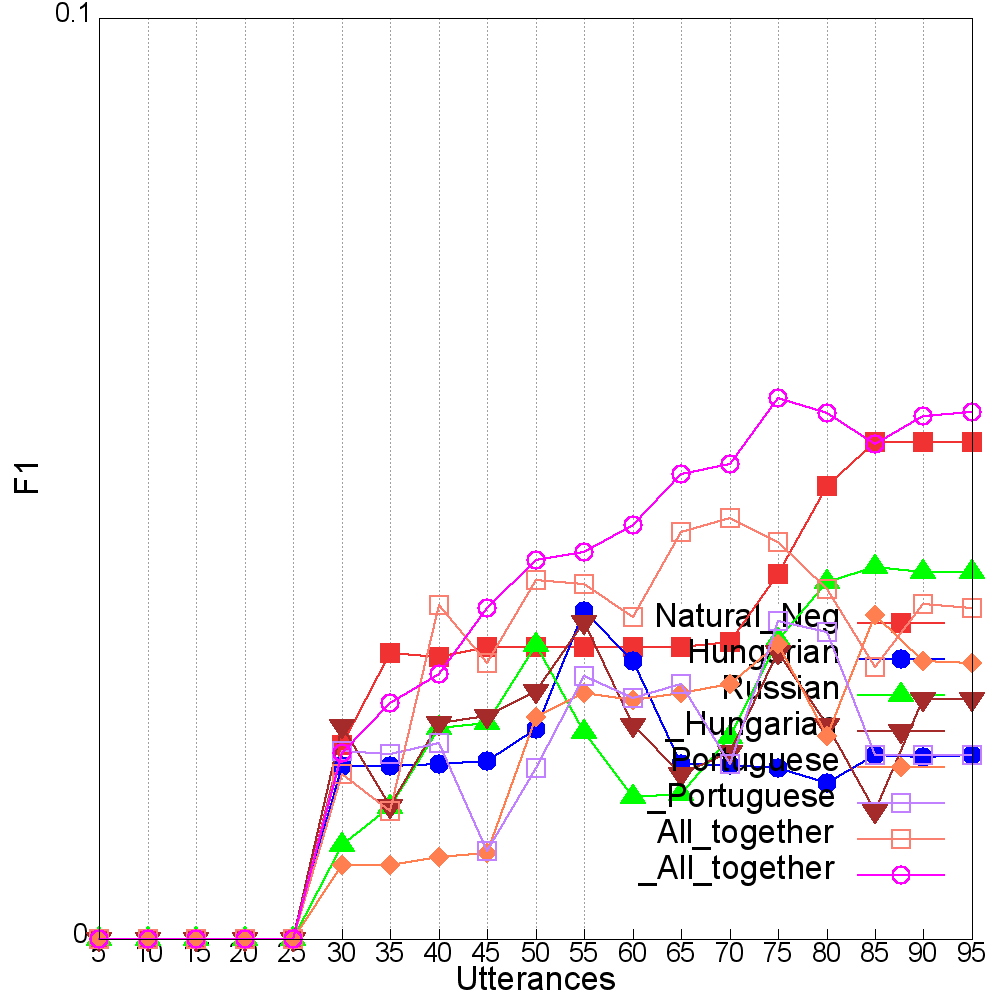 0.1
F1
Natural_Neg
Hungarian
Russian
_Hungarian
Portuguese
_Portuguese
All_together
_All_together
0
5 10 15 20 25 30 35 40 45 50 55 60 65 70 75 80 85 90 95
Utterances